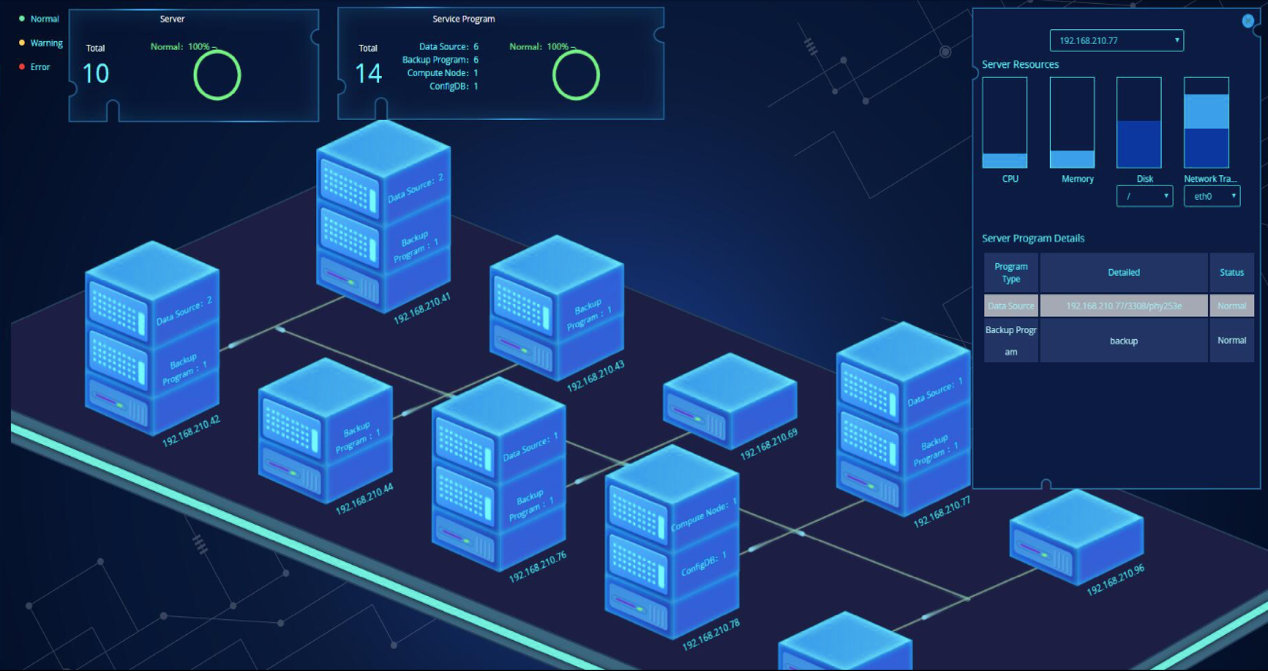 Normal
Warning
Error
Server
Total
10
Normal: 100%
Service Program
Total
14
Data Source: 6
Backup Program: 6
Compute Node: 1
ConfigDB: 1
Normal: 100%
192.168.210.77
Server Resources
CPU
Memory
Disk
Network Tra...
/
eth0
Server Program Details
Program
Type
Detailed
Status
Data Source
192.168.210.77/3308/phy253e
Normal
Backup Progr
am
backup
Normal
Data Source: 2
Backup
Program: 1
192.168.210.41
Data Source: 2
Backup
Program: 1
192.168.210.42
Backup
Program: 1
192.168.210.43
Backup
Program: 1
192.168.210.44
Data Source: 1
Backup
Program: 1
192.168.210.76
192.168.210.69
Data Source: 1
Backup
Program: 1
192.168.210.77
Compute Node: 1
ConfigDB: 1
192.168.210.78
192.168.210.96